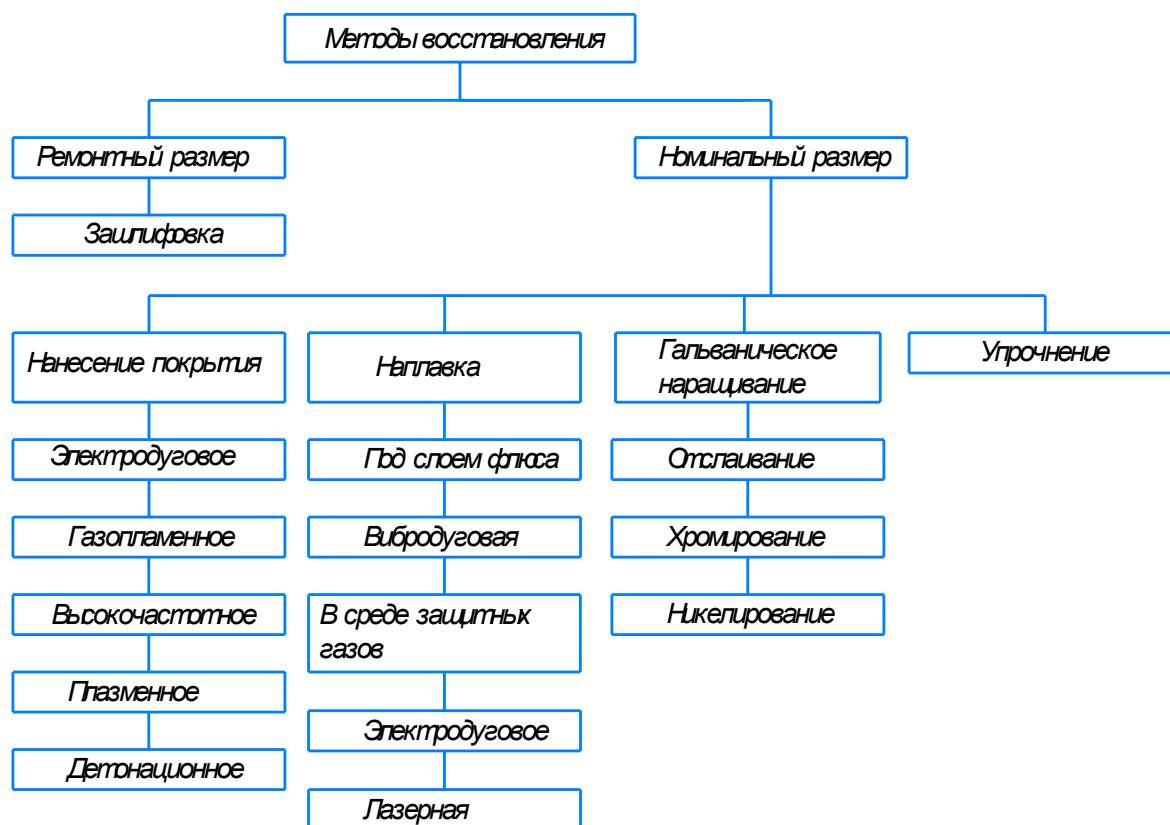 Методы восстановления
Ремонтный размер
Номинальный размер
Зашлифовка
Нанесение покрытия
Наплавка
Гальваническое
наращивание
Упрочнение
Электродуговое
Под слоем флюса
Отслаивание
Газопламенное
Вибродуговая
Хромирование
Высокочастотное
В среде защитных
газов
Никелирование
Плазменное
Электродуговое
Детонационное
Лазерная